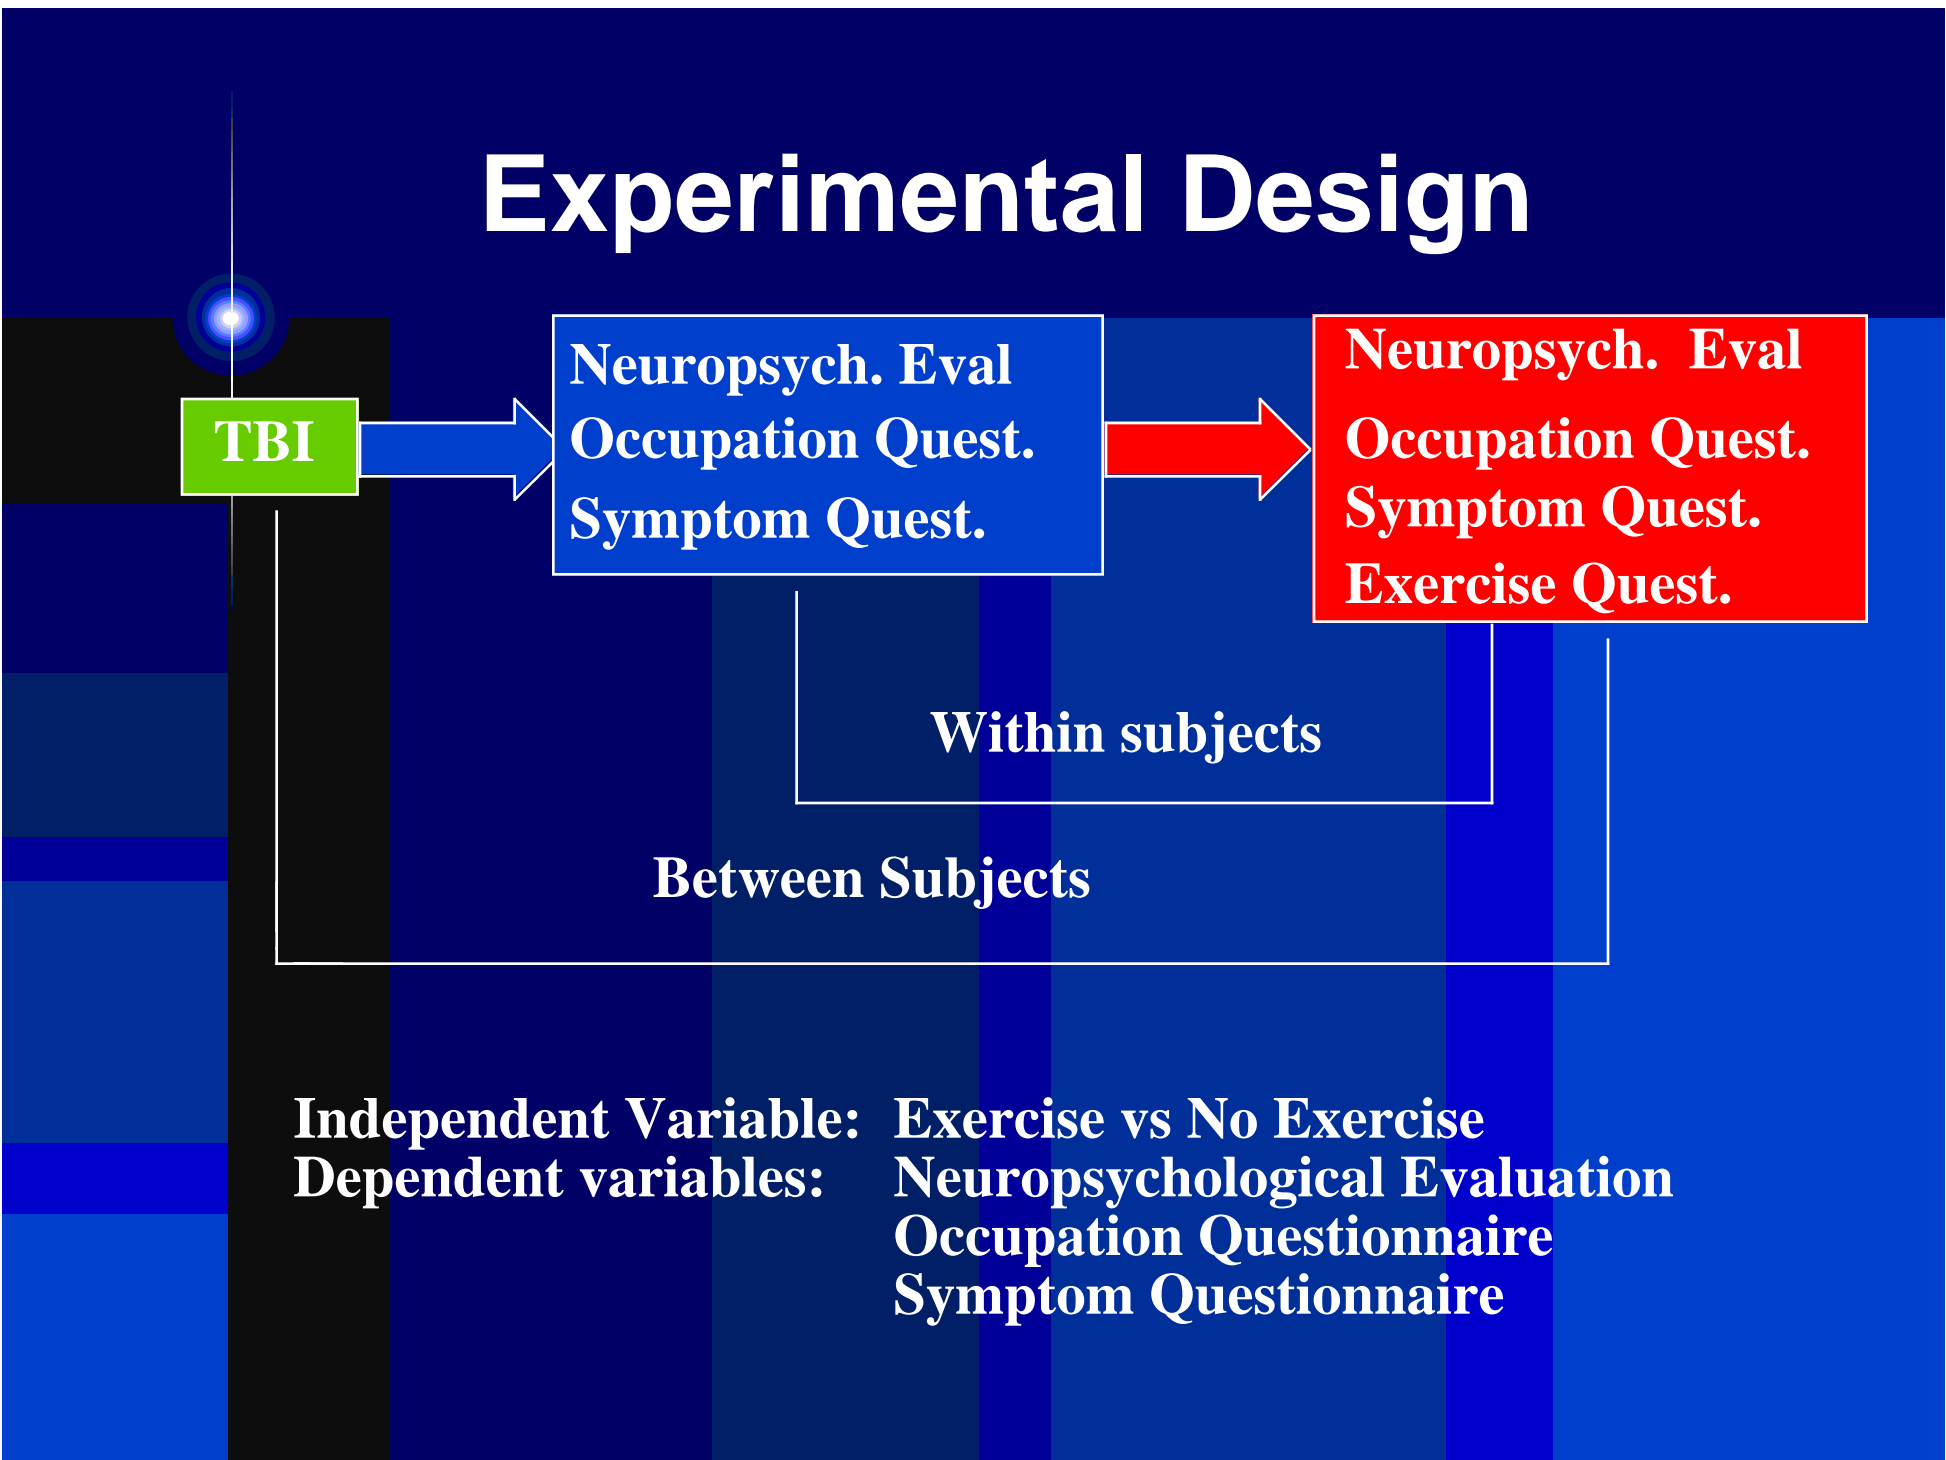 Experimental Design
TBI
Neuropsych. Eval
Occupation Quest.
Symptom Quest.
Neuropsych. Eval
Occupation Quest.
Symptom Quest.
Exercise Quest.
Within subjects
Between Subjects
Independent Variable: Exercise vs No Exercise
Dependent variables: Neuropsychological Evaluation
Occupation Questionnaire
Symptom Questionnaire